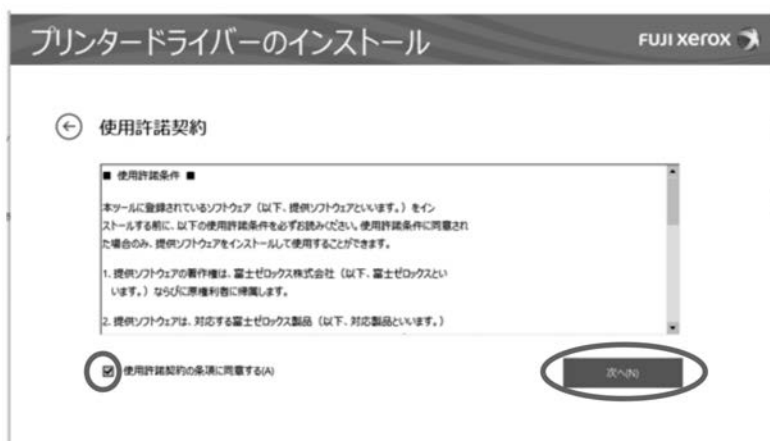 プリンタードライバーのインストール
FUJI xerox
使用許諾契約
■ 使用許諾条件 ■
本ツールに登録されているソフトウェア（以下、提供ソフトウェアといいます。）をイン
ストールする前に、以下の使用許諾条件を必ずお読みください。使用許諾条件に同意され
た場合のみ、提供ソフトウェアをインストールして使用することができます。
1. 提供ソフトウェアの著作権は、富士ゼロックス株式会社（以下、富士ゼロックスとい
います。）ならびに原権利者に帰属します。
2. 提供ソフトウェアは、対応する富士ゼロックス製品（以下、対応製品といいます。）
使用許諾契約の条項に同意する(A)
次へ(N)